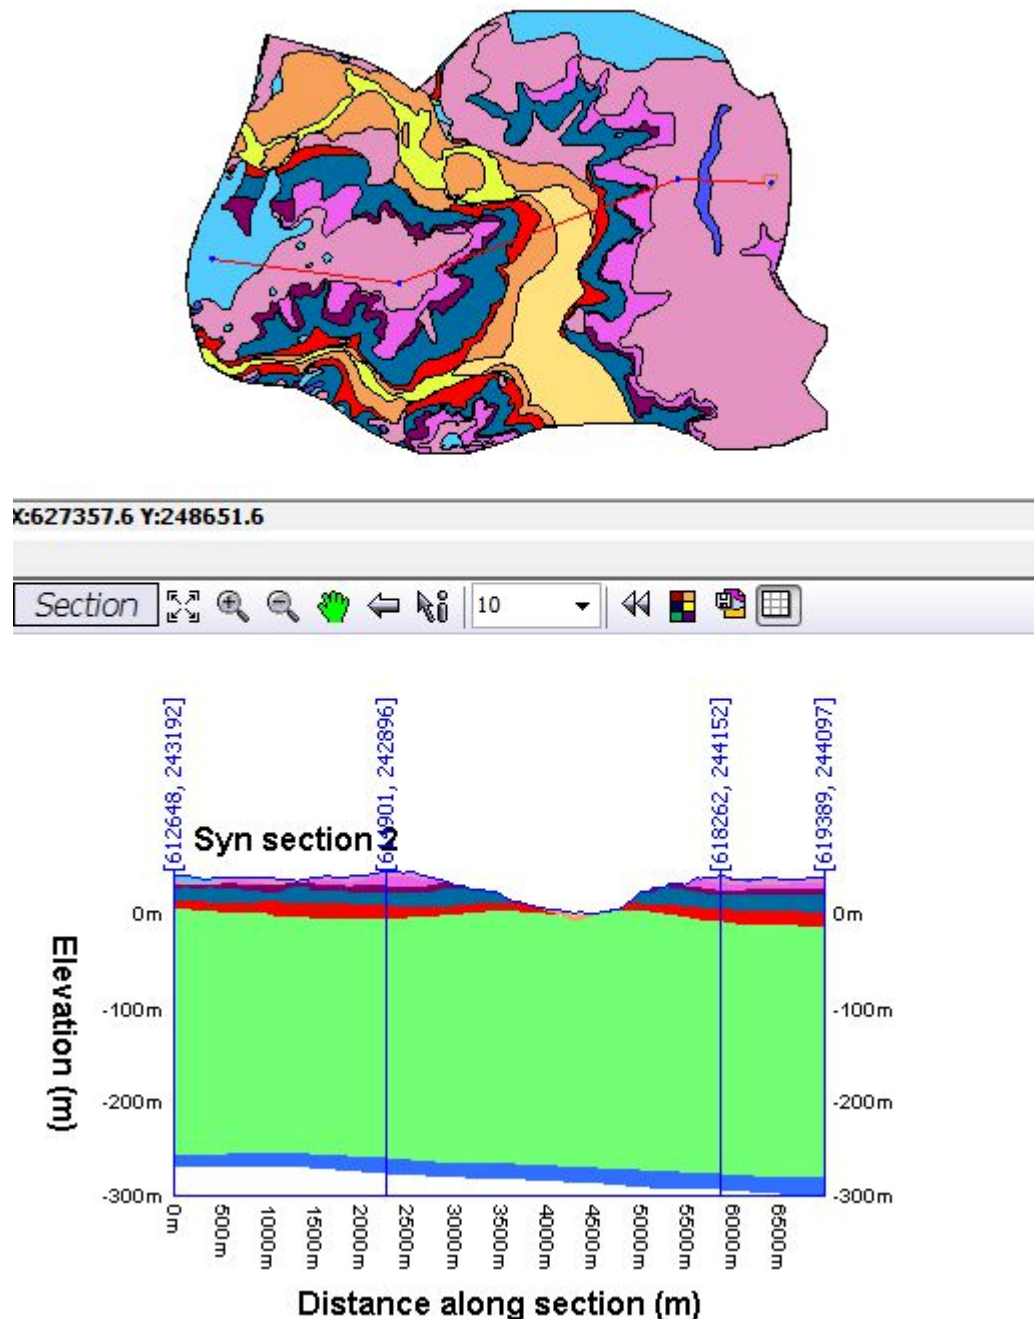 X:627357.6 Y:248651.6
Section
10
[612648, 243192]
901, 242896]
[618262, 244152]
[619389, 244097]
Syn section 2
Elevation (m)
0m
-100m
-200m
-300m
0m
-100m
-200m
-300m
0m
500m
1000m
1500m
2000m
2500m
3000m
3500m
4000m
4500m
5000m
5500m
6000m
6500m
Distance along section (m)